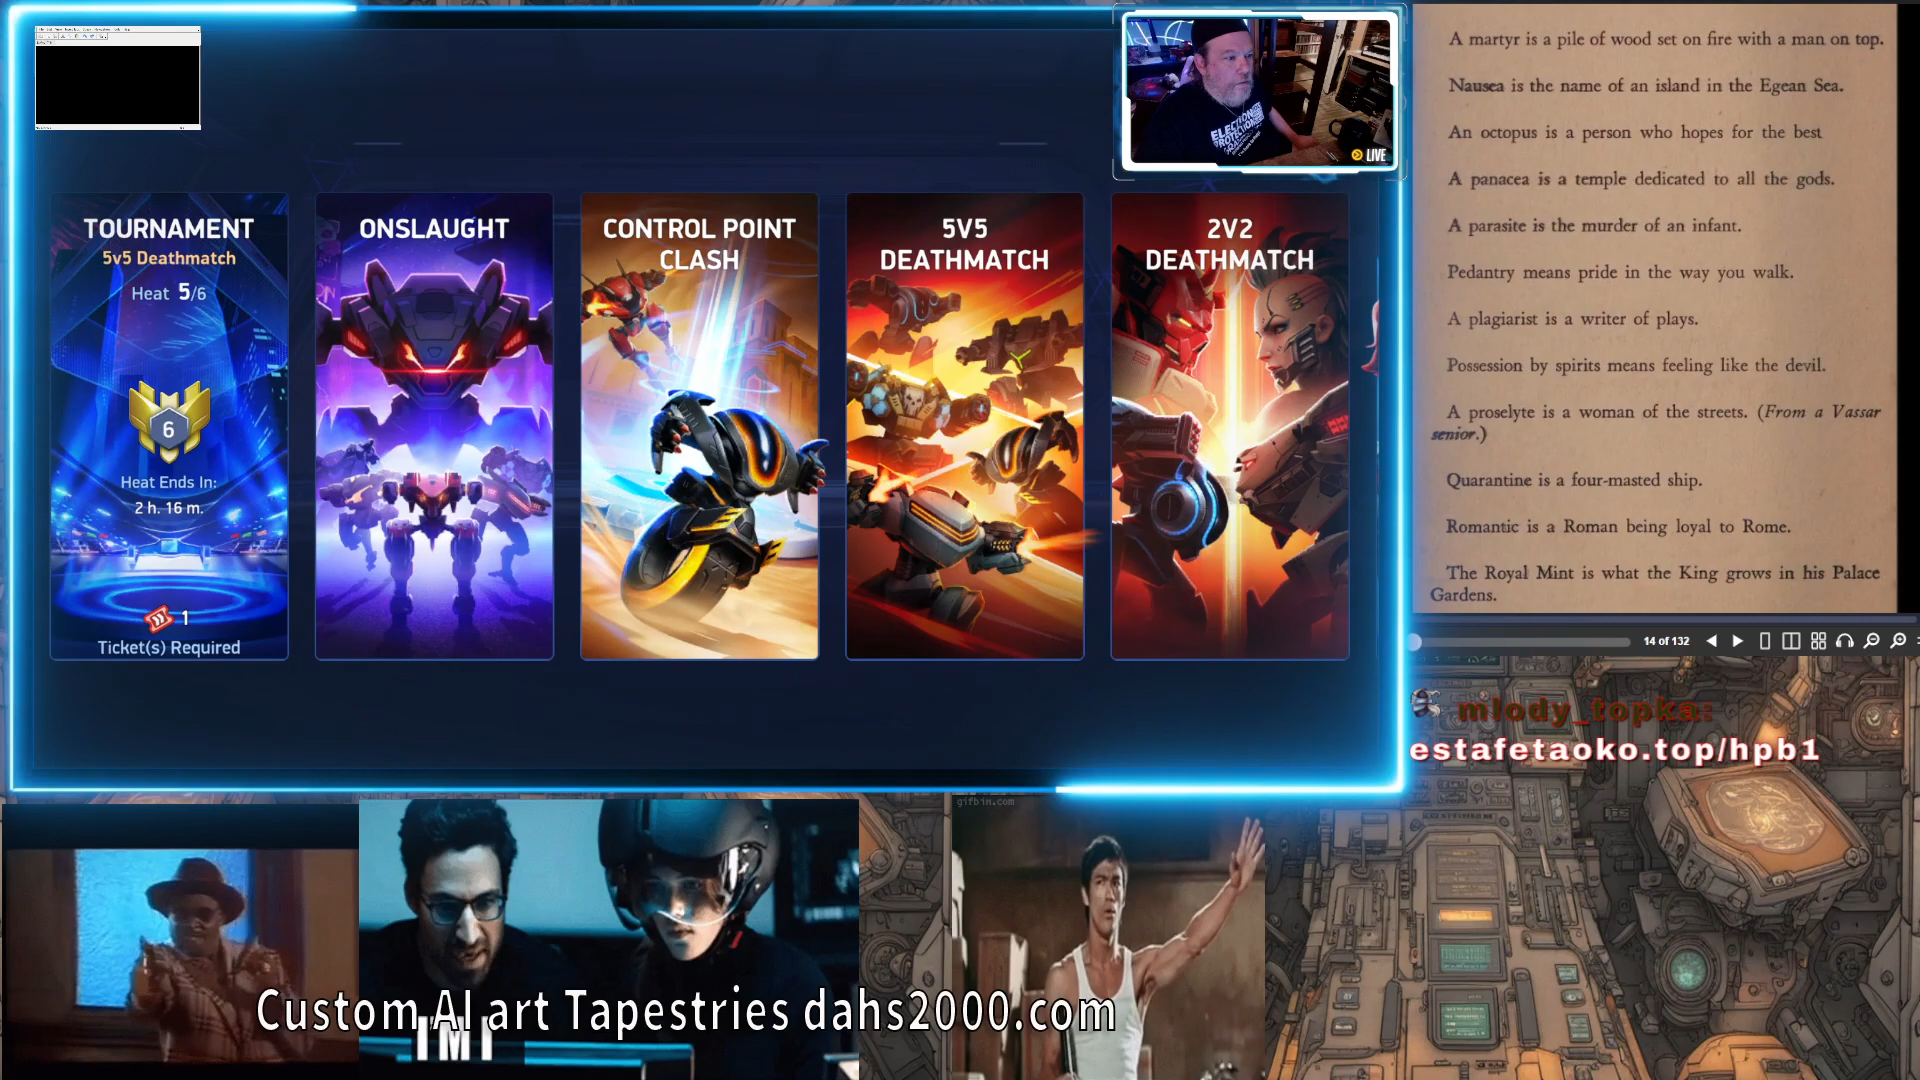 TOURNAMENT
5v5 Deathmatch
Heat 5/6
6
Heat Ends In:
2 h. 16 m.
1
Ticket(s) Required
ONSLAUGHT
CONTROL POINT
CLASH
5V5
DEATHMATCH
2V2
DEATHMATCH
ELECTION
PROTECTION
LIVE
A martyr is a pile of wood set on fire with a man on top.
Nausea is the name of an island in the Egean Sea.
An octopus is a person who hopes for the best
A panacea is a temple dedicated to all the gods.
A parasite is the murder of an infant.
Pedantry means pride in the way you walk.
A plagiarist is a writer of plays.
Possession by spirits means feeling like the devil.
A proselyte is a woman of the streets. (From a Vassar
senior.)
Quarantine is a four-masted ship.
Romantic is a Roman being loyal to Rome.
The Royal Mint is what the King grows in his Palace
Gardens.
14 of 132
mlody_topka:
estafetaoko.top/hpb1
gifbin.com
Custom AI art Tapestries dahs2000.com